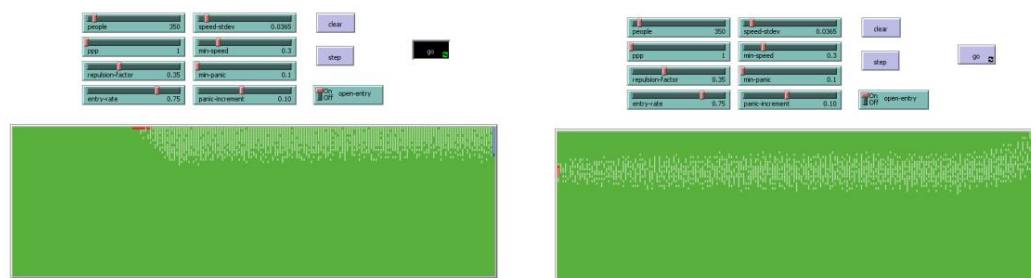 people 350 speed-stdev 0.0365 clear
ppp 1 min-speed 0.3 step go
repulsion-factor 0.35 min-panic 0.1
entry-rate 0.75 panic-increment 0.10 On Off open-entry
people 350 speed-stdev 0.0365 clear
ppp 1 min-speed 0.3 step go
repulsion-factor 0.35 min-panic 0.1
entry-rate 0.75 panic-increment 0.10 On Off open-entry